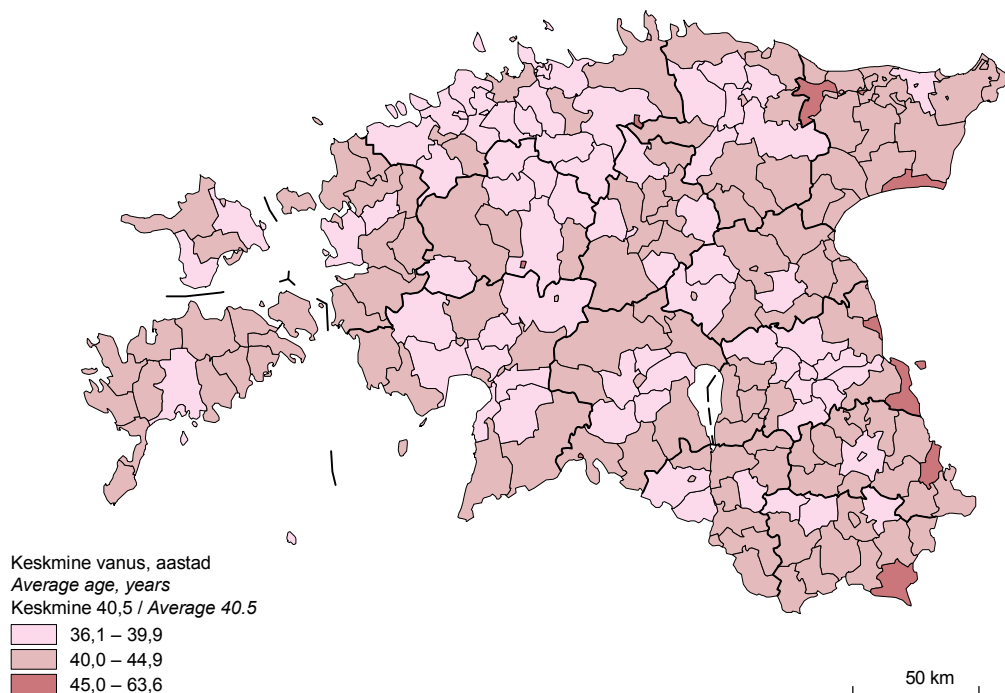 Keskmine vanus, aastad
Average age, years
Keskmine 40,5 / Average 40.5
36,1 – 39,9
40,0 – 44,9
45,0 – 63,6
50 km